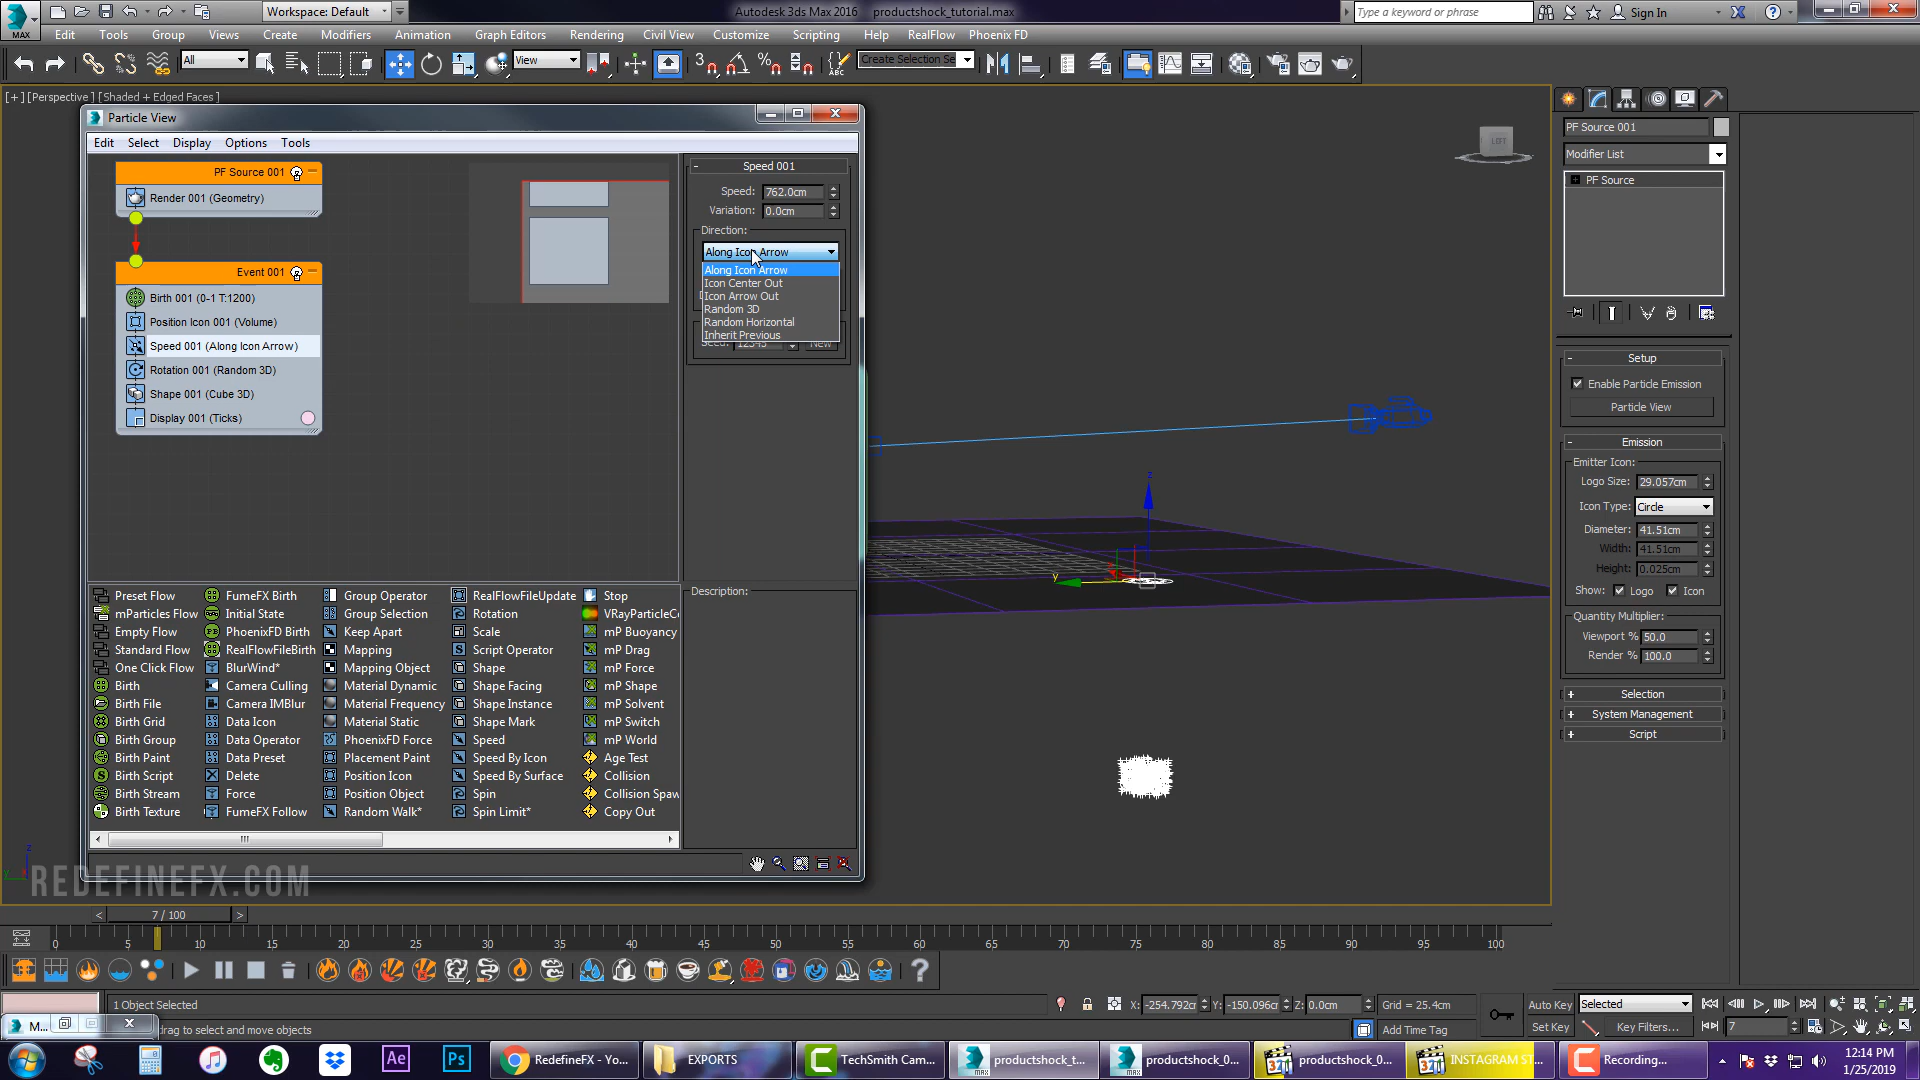 MAX
Workspace: Default
Autodesk 3ds Max 2016
productshock_tutorial.max
Type a keyword or phrase
Sign In
Edit Tools Group Views Create Modifiers Animation Graph Editors Rendering Civil View Customize Scripting Help RealFlow Phoenix FD
All
View
Create Selection Se
[+] [Perspective] [Shaded + Edged Faces]
Particle View
Edit Select Display Options Tools
PF Source 001
Render 001 (Geometry)
Event 001
Birth 001 (0-1 T:1200)
Position Icon 001 (Volume)
Speed 001 (Along Icon Arrow)
Rotation 001 (Random 3D)
Shape 001 (Cube 3D)
Display 001 (Ticks)
Speed 001
Speed: 762.0cm
Variation: 0.0cm
Direction:
Along Icon Arrow
Along Icon Arrow
Icon Center Out
Icon Arrow Out
Random 3D
Random Horizontal
Inherit Previous
Seed: 12345 New
Description:
Preset Flow FumeFX Birth Group Operator RealFlowFileUpdate Stop
mParticles Flow Initial State Group Selection Rotation VRayParticleCo
Empty Flow PhoenixFD Birth Keep Apart Scale mP Buoyancy
Standard Flow RealFlowFileBirth Mapping Script Operator mP Drag
One Click Flow BlurWind* Mapping Object Shape mP Force
Birth Camera Culling Material Dynamic Shape Facing mP Shape
Birth File Camera IMBlur Material Frequency Shape Instance mP Solvent
Birth Grid Data Icon Material Static Shape Mark mP Switch
Birth Group Data Operator PhoenixFD Force Speed mP World
Birth Paint Data Preset Placement Paint Speed By Icon Age Test
Birth Script Delete Position Icon Speed By Surface Collision
Birth Stream Force Position Object Spin Collision Spaw
Birth Texture FumeFX Follow Random Walk* Spin Limit* Copy Out
REDEFINEFX.COM
LEFT
z
y
PF Source 001
Modifier List
PF Source
Setup
Enable Particle Emission
Particle View
Emission
Emitter Icon:
Logo Size: 29.057cm
Icon Type: Circle
Diameter: 41.51cm
Width: 41.51cm
Height: 0.025cm
Show: Logo Icon
Quantity Multiplier:
Viewport % 50.0
Render % 100.0
Selection
System Management
Script
7 / 100
0 5 10 15 20 25 30 35 40 45 50 55 60 65 70 75 80 85 90 95 100
1 Object Selected
X: -254.792cr Y: -150.096cr Z: 0.0cm Grid = 25.4cm
Auto Key Selected
M...
drag to select and move objects
Add Time Tag
Set Key Key Filters... 7
Ae
Ps
RedefineFX - Yo...
EXPORTS
TechSmith Cam...
productshock_t...
productshock_0...
productshock_0...
INSTAGRAM ST...
Recording...
12:14 PM
1/25/2019